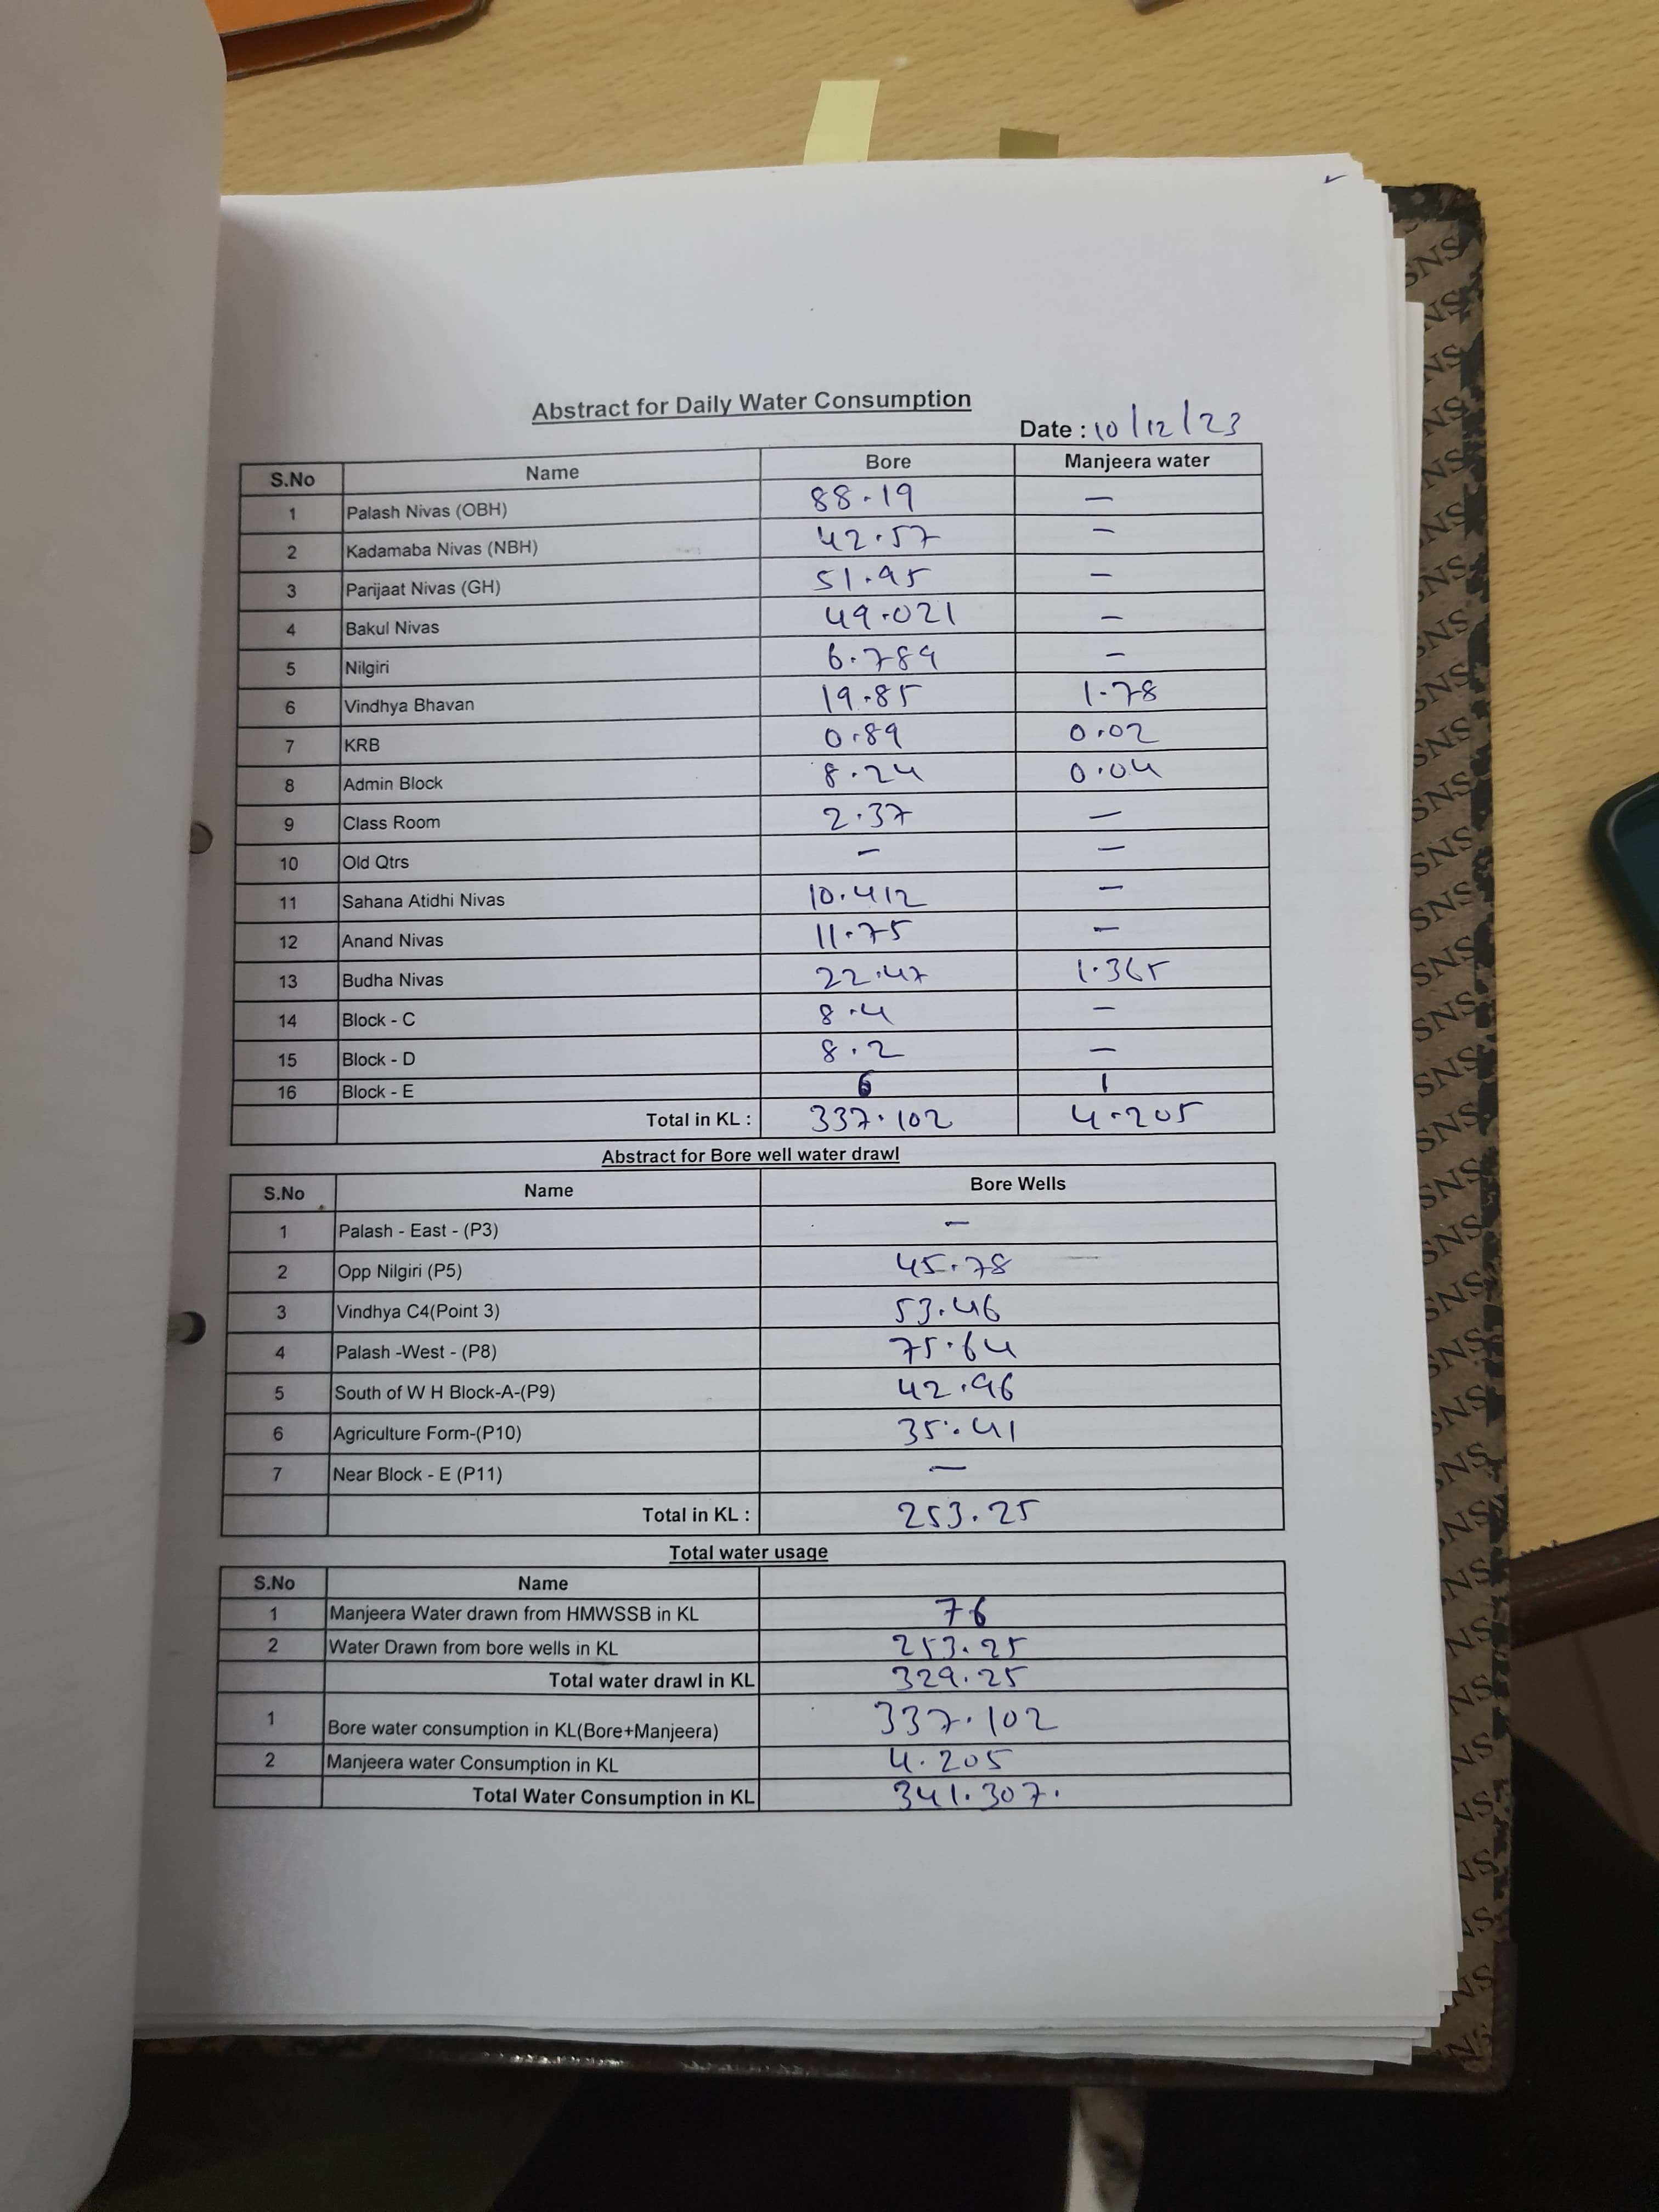 Abstract for Daily Water Consumption
Date : 10/12/23
S.No Name Bore Manjeera water
1 Palash Nivas (OBH) 88.19 —
2 Kadamaba Nivas (NBH) 42.57 —
3 Parijaat Nivas (GH) 51.95 —
4 Bakul Nivas 49.021 —
5 Nilgiri 6.789 —
6 Vindhya Bhavan 19.85 1.78
7 KRB 0.89 0.02
8 Admin Block 8.24 0.04
9 Class Room 2.37 —
10 Old Qtrs — —
11 Sahana Atidhi Nivas 10.412 —
12 Anand Nivas 11.75 —
13 Budha Nivas 22.47 1.365
14 Block - C 8.4 —
15 Block - D 8.2 —
16 Block - E 6 1
Total in KL : 337.102 4.205
Abstract for Bore well water drawl
S.No Name Bore Wells
1 Palash - East - (P3) —
2 Opp Nilgiri (P5) 45.78
3 Vindhya C4(Point 3) 53.46
4 Palash -West - (P8) 75.64
5 South of W H Block-A-(P9) 42.96
6 Agriculture Form-(P10) 35.41
7 Near Block - E (P11) —
Total in KL : 253.25
Total water usage
S.No Name
1 Manjeera Water drawn from HMWSSB in KL 76
2 Water Drawn from bore wells in KL 253.25
Total water drawl in KL 329.25
1 Bore water consumption in KL(Bore+Manjeera) 337.102
2 Manjeera water Consumption in KL 4.205
Total Water Consumption in KL 341.307.
SNS